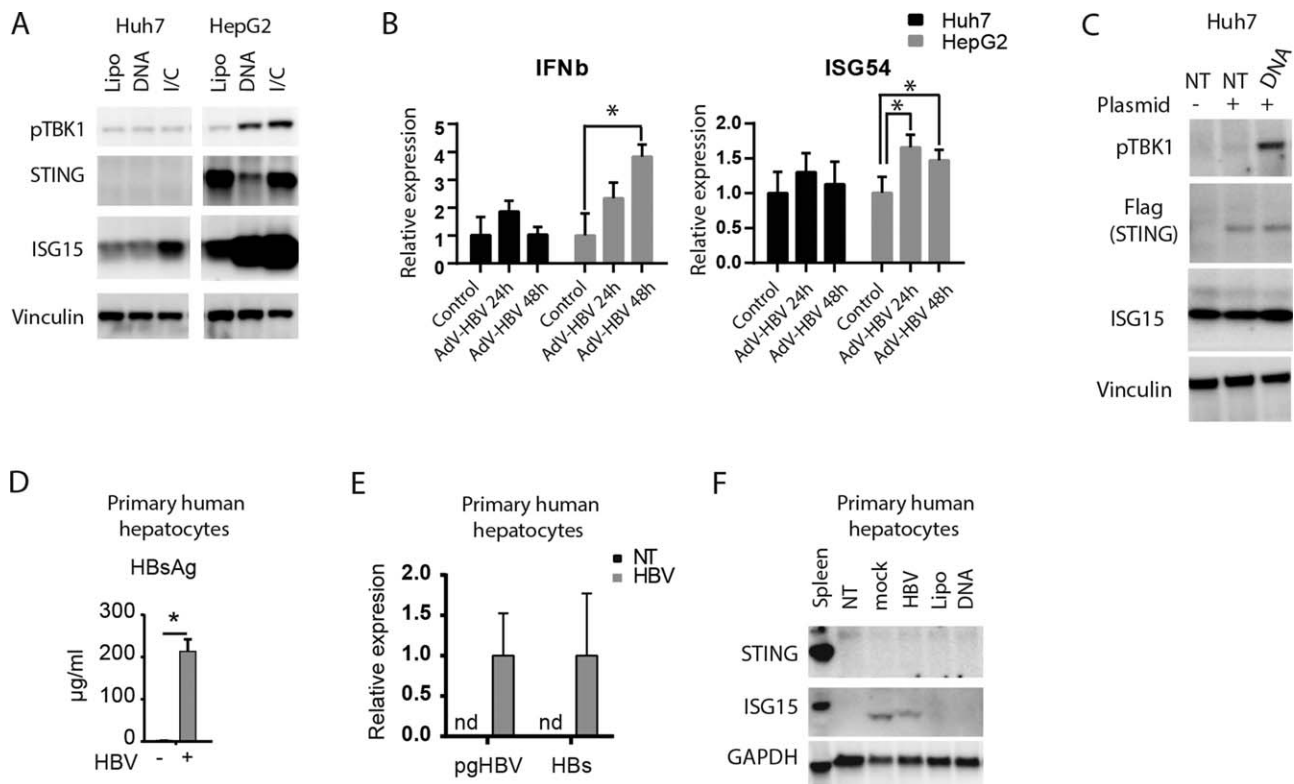 A
Huh7 HepG2
Lipo DNA I/C Lipo DNA I/C
pTBK1
STING
ISG15
Vinculin
B
Huh7
HepG2
IFNb
Relative expression
5
4
3
2
1
0
*
Control AdV-HBV 24h AdV-HBV 48h Control AdV-HBV 24h AdV-HBV 48h
ISG54
Relative expression
2.0
1.5
1.0
0.5
0.0
*
*
Control AdV-HBV 24h AdV-HBV 48h Control AdV-HBV 24h AdV-HBV 48h
C
Huh7
NT NT DNA
Plasmid - + +
pTBK1
Flag
(STING)
ISG15
Vinculin
D
Primary human
hepatocytes
HBsAg
µg/ml
300
200
100
0
*
HBV - +
E
Primary human
hepatocytes
NT
HBV
Relative expresion
2.0
1.5
1.0
0.5
0.0
nd nd
pgHBV HBs
F
Primary human
hepatocytes
Spleen NT mock HBV Lipo DNA
STING
ISG15
GAPDH